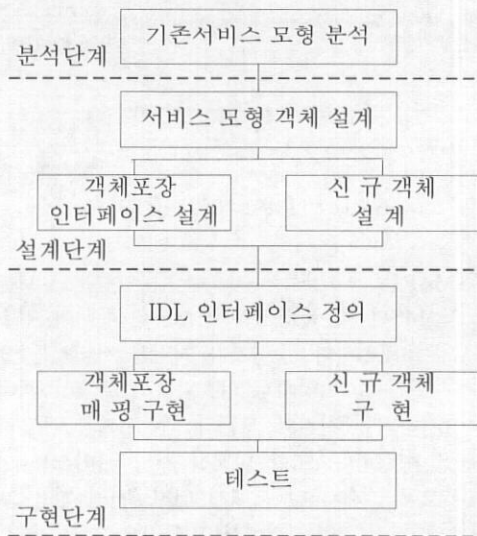 기존서비스 모형 분석
분석단계
서비스 모형 객체 설계
객체포장
인터페이스 설계
신 규 객체
설 계
설계단계
IDL 인터페이스 정의
객체포장
매 핑 구현
신 규 객체
구 현
테스트
구현단계